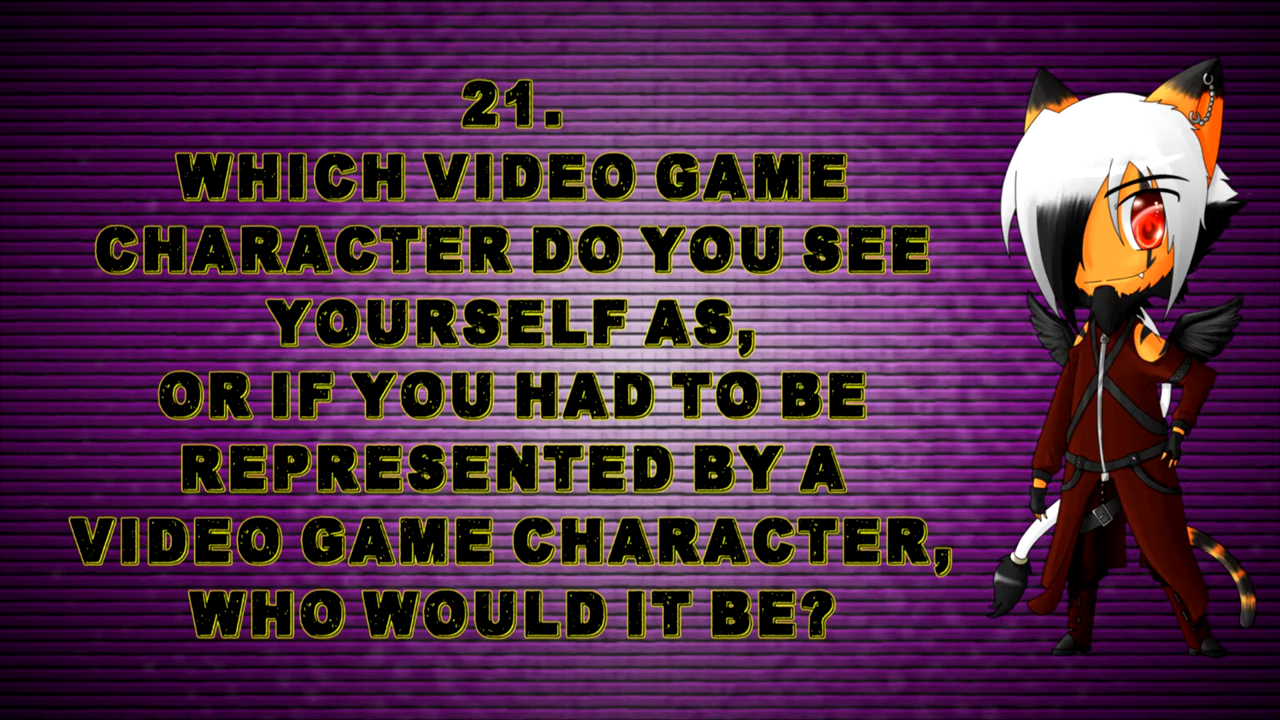 21.
WHICH VIDEO GAME
CHARACTER DO YOU SEE
YOURSELF AS,
OR IF YOU HAD TO BE
REPRESENTED BY A
VIDEO GAME CHARACTER,
WHO WOULD IT BE?